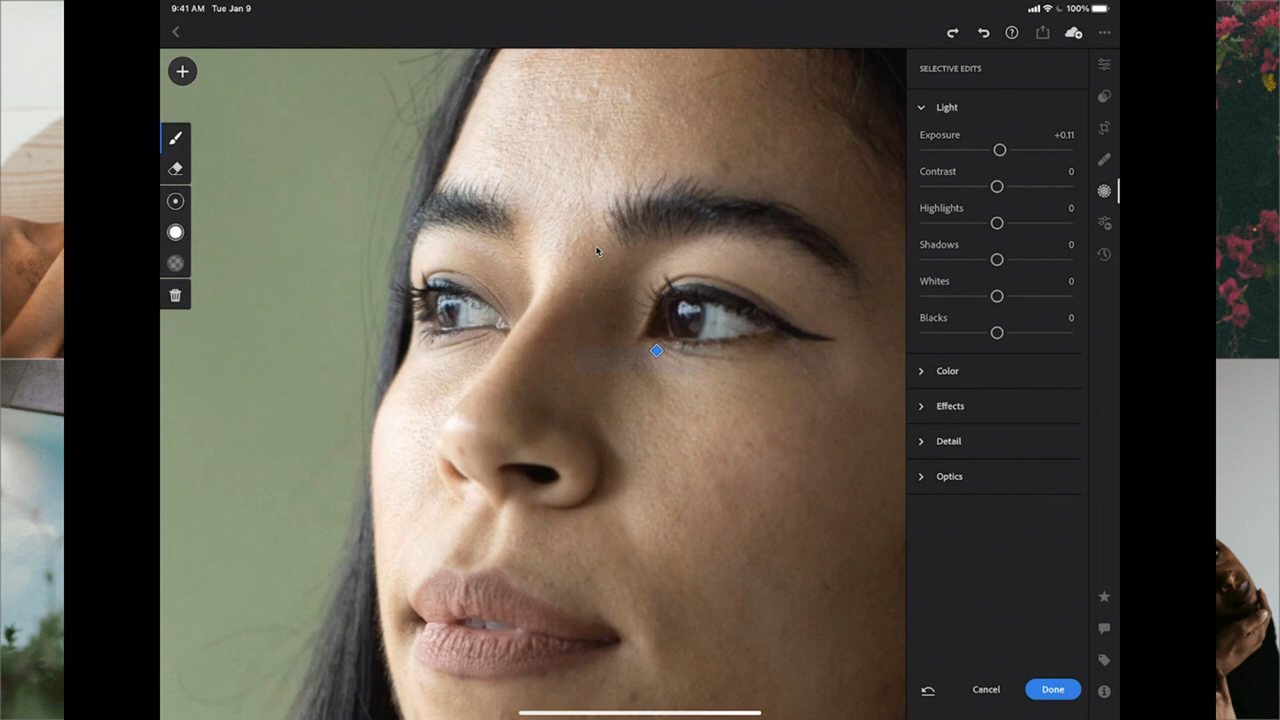 9:41 AM Tue Jan 9
100%
SELECTIVE EDITS
Light
Exposure +0.11
Contrast 0
Highlights 0
Shadows 0
Whites 0
Blacks 0
Color
Effects
Detail
Optics
Cancel
Done